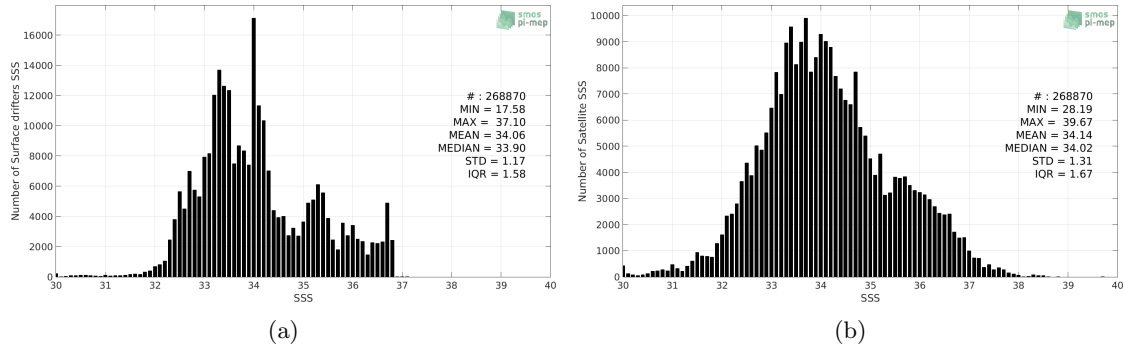 smos
pi-mep
Number of Surface drifters SSS
16000
14000
12000
10000
8000
6000
4000
2000
0
# : 268870
MIN = 17.58
MAX = 37.10
MEAN = 34.06
MEDIAN = 33.90
STD = 1.17
IQR = 1.58
30 31 32 33 34 35 36 37 38 39 40
SSS
(a)
smos
pi-mep
Number of Satellite SSS
10000
9000
8000
7000
6000
5000
4000
3000
2000
1000
0
# : 268870
MIN = 28.19
MAX = 39.67
MEAN = 34.14
MEDIAN = 34.02
STD = 1.31
IQR = 1.67
30 31 32 33 34 35 36 37 38 39 40
SSS
(b)